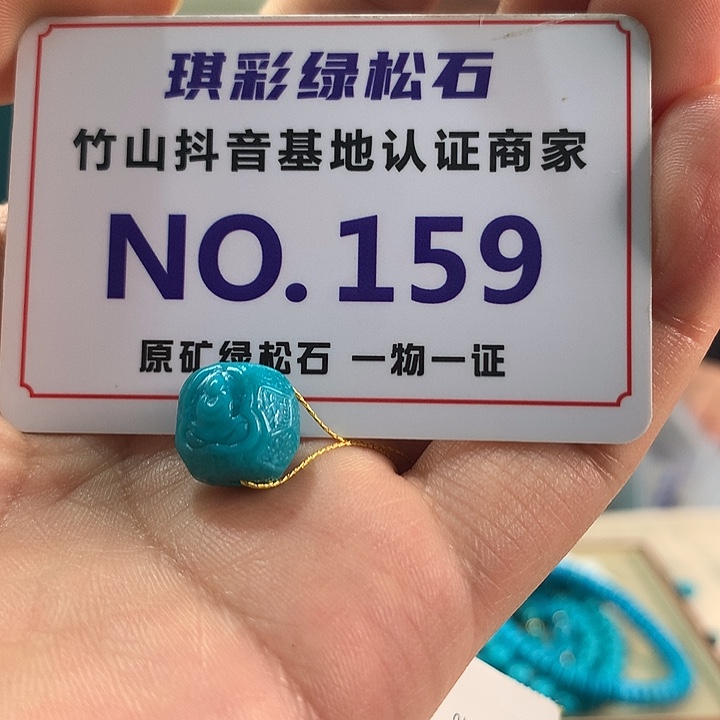 琪彩绿松石
竹山抖音基地认证商家
NO.159
原矿绿松石 一物一证